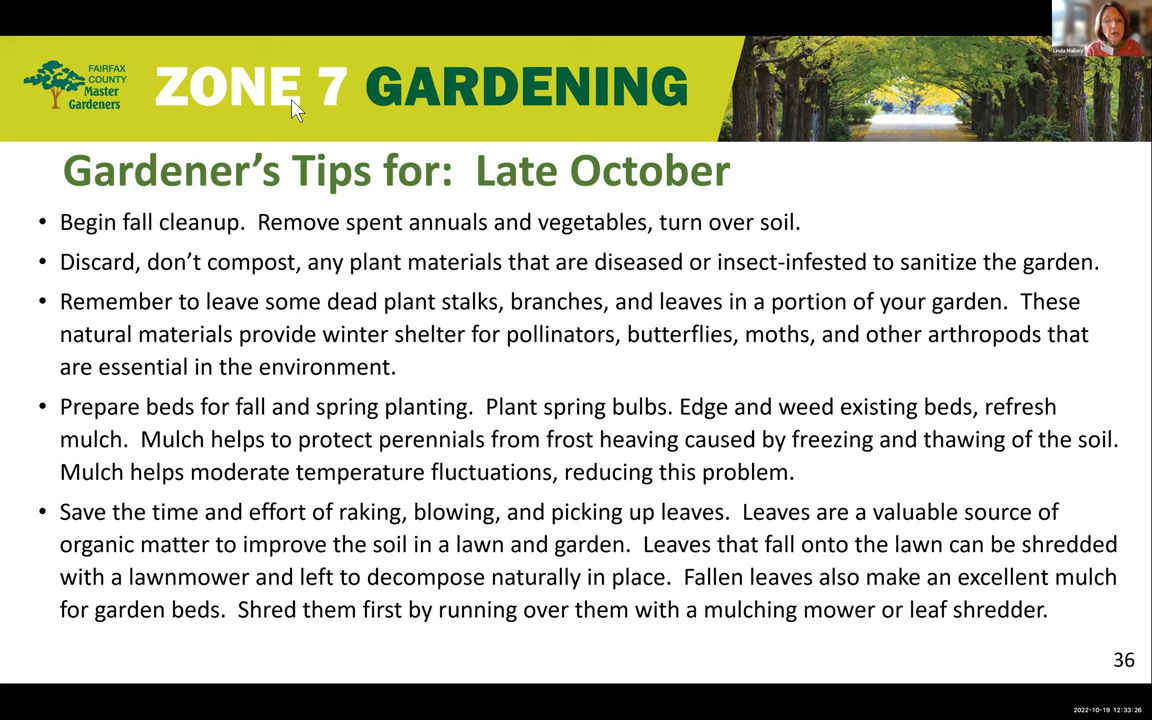 Linda Mallery
FAIRFAX
COUNTY
Master
Gardeners
ZONE 7 GARDENING
Gardener’s Tips for:  Late October
• Begin fall cleanup.  Remove spent annuals and vegetables, turn over soil.
• Discard, don’t compost, any plant materials that are diseased or insect-infested to sanitize the garden.
• Remember to leave some dead plant stalks, branches, and leaves in a portion of your garden.  These
natural materials provide winter shelter for pollinators, butterflies, moths, and other arthropods that
are essential in the environment.
• Prepare beds for fall and spring planting.  Plant spring bulbs. Edge and weed existing beds, refresh
mulch.  Mulch helps to protect perennials from frost heaving caused by freezing and thawing of the soil.
Mulch helps moderate temperature fluctuations, reducing this problem.
• Save the time and effort of raking, blowing, and picking up leaves.  Leaves are a valuable source of
organic matter to improve the soil in a lawn and garden.  Leaves that fall onto the lawn can be shredded
with a lawnmower and left to decompose naturally in place.  Fallen leaves also make an excellent mulch
for garden beds.  Shred them first by running over them with a mulching mower or leaf shredder.
36
2022-10-19 12:33:26